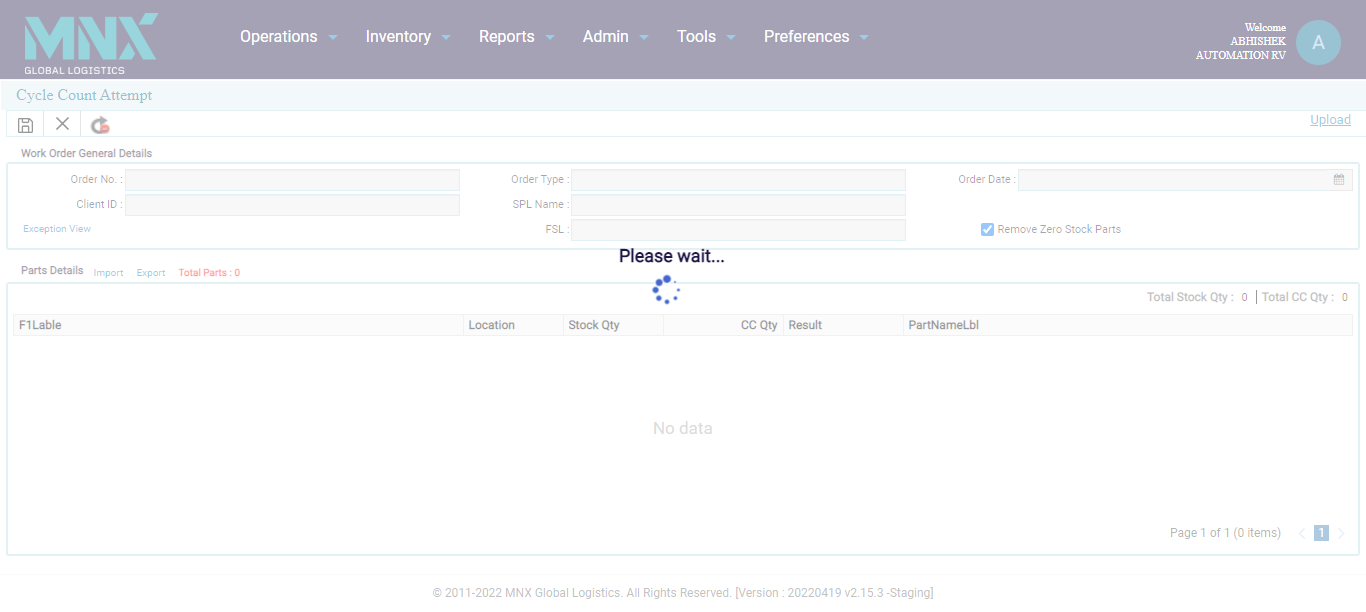 MNX
GLOBAL LOGISTICS
Operations Inventory Reports Admin Tools Preferences
Welcome
ABHISHEK
AUTOMATION RV
A
Cycle Count Attempt
Upload
Work Order General Details
Order No. : Order Type : Order Date :
Client ID : SPL Name :
Exception View FSL : Remove Zero Stock Parts
Please wait...
Parts Details Import Export Total Parts : 0
Total Stock Qty : 0 Total CC Qty : 0
F1Lable Location Stock Qty CC Qty Result PartNameLbl
No data
Page 1 of 1 (0 items) 1
© 2011-2022 MNX Global Logistics. All Rights Reserved. [Version : 20220419 v2.15.3 -Staging]